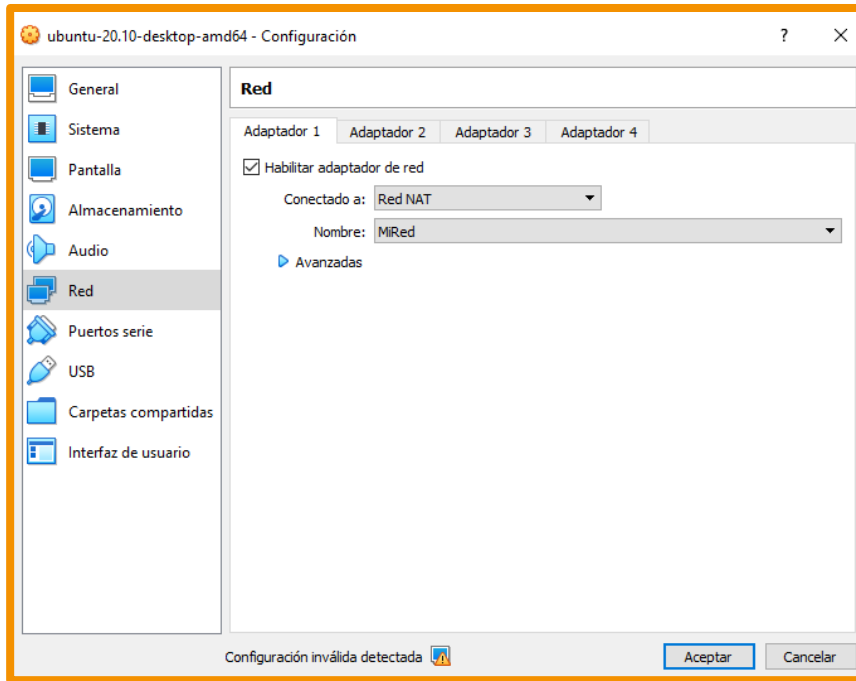 ubuntu-20.10-desktop-amd64 - Configuración ?
General
Sistema
Pantalla
Almacenamiento
Audio
Red
Puertos serie
USB
Carpetas compartidas
Interfaz de usuario
Red
Adaptador 1 Adaptador 2 Adaptador 3 Adaptador 4
Habilitar adaptador de red
Conectado a: Red NAT
Nombre: MiRed
Avanzadas
Configuración inválida detectada
Aceptar Cancelar